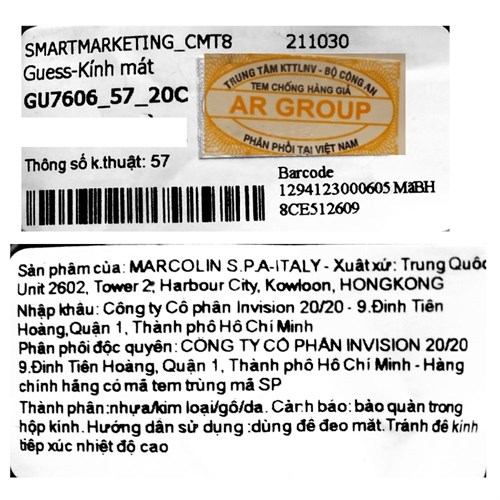 SMARTMARKETING_CMT8 211030
Guess-Kính mát
GU7606_57_20C
TRUNG TÂM KTTLNV - BỘ CÔNG AN
TEM CHỐNG HÀNG GIẢ
AR GROUP
PHÂN PHỐI TẠI VIỆT NAM
Thông số k.thuật: 57
Barcode
1294123000605 MãBH
8CE512609
Sản phẩm của: MARCOLIN S.P.A-ITALY - Xuất xứ: Trung Quốc
Unit 2602, Tower 2, Harbour City, Kowloon, HONGKONG
Nhập khẩu: Công ty Cổ phần Invision 20/20 - 9.Đinh Tiên
Hoàng,Quận 1, Thành phố Hồ Chí Minh
Phân phối độc quyền: CÔNG TY CỔ PHẦN INVISION 20/20
9.Đinh Tiên Hoàng, Quận 1, Thành phố Hồ Chí Minh - Hàng
chính hãng có mã tem trùng mã SP
Thành phần:nhựa/kim loại/gỗ/da. Cảnh báo: bảo quản trong
hộp kính. Hướng dẫn sử dụng :dùng để đeo mắt.Tránh để kính
tiếp xúc nhiệt độ cao